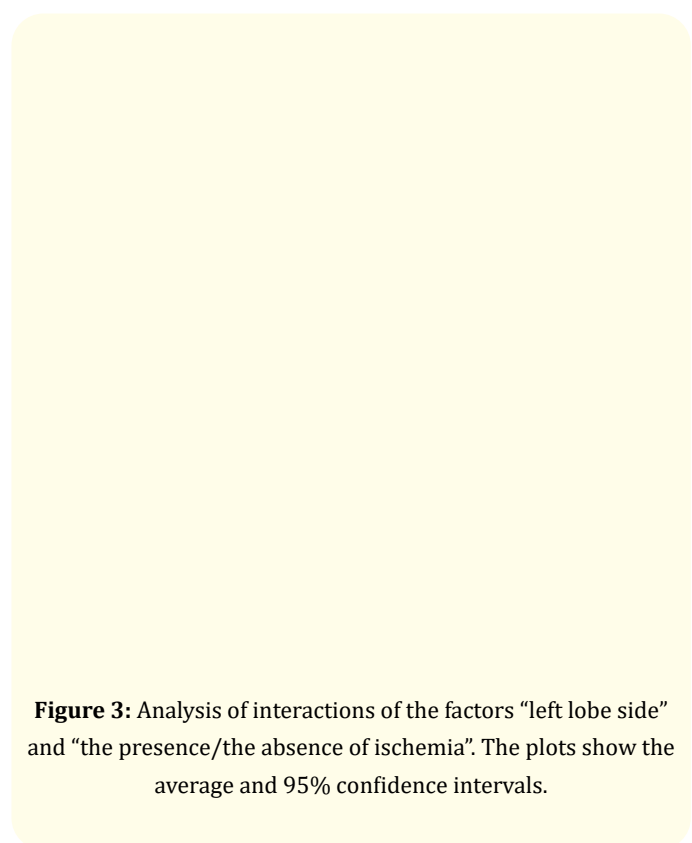 Figure 3: Analysis of interactions of the factors “left lobe side”
and “the presence/the absence of ischemia”. The plots show the
average and 95% confidence intervals.